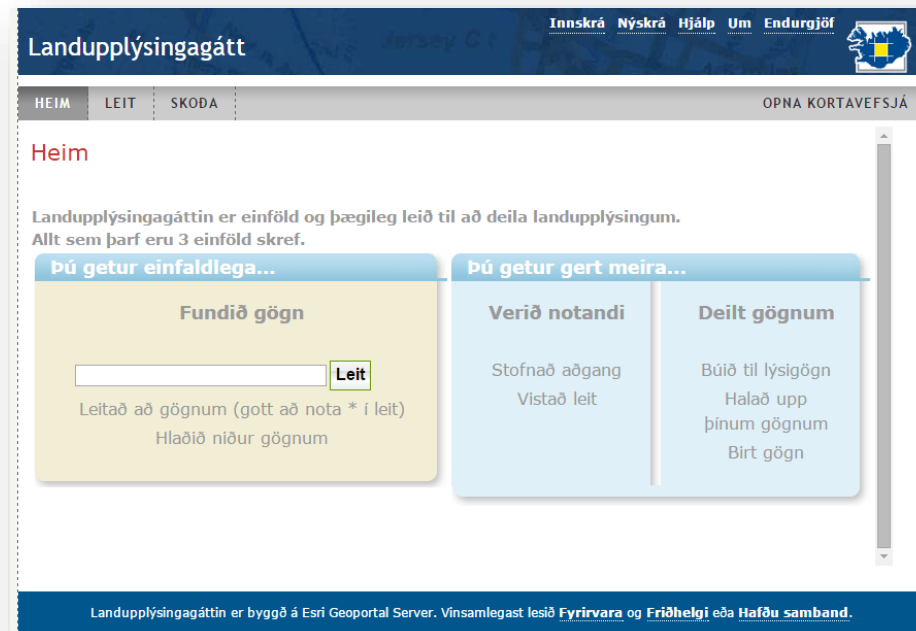 Innskrá Nýskrá Hjálp Um Endurgjöf
Landupplýsingagátt
Jersey C
HEIM LEIT SKOÐA OPNA KORTAVEFSJÁ
Heim
Landupplýsingagáttin er einföld og þægileg leið til að deila landupplýsingum.
Allt sem þarf eru 3 einföld skref.
Þú getur einfaldlega...
Fundið gögn
Leit
Leitað að gögnum (gott að nota * í leit)
Hlaðið niður gögnum
Þú getur gert meira...
Verið notandi
Stofnað aðgang
Vistað leit
Deilt gögnum
Búið til lýsigögn
Halað upp
þínum gögnum
Birt gögn
Landupplýsingagáttin er byggð á Esri Geoportal Server. Vinsamlegast lesið Fyrirvara og Friðhelgi eða Hafðu samband.